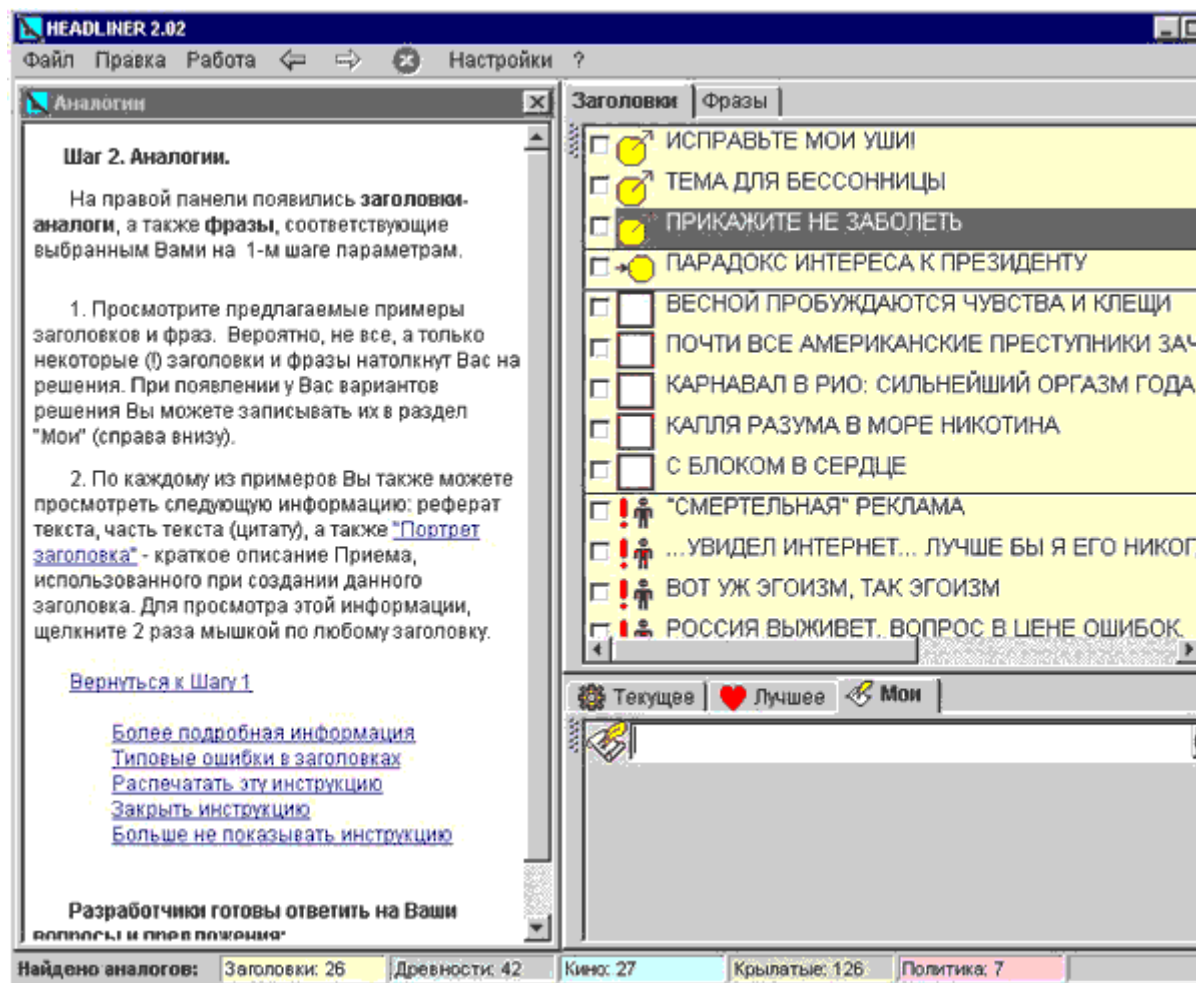 HEADLINER 2.02
Файл Правка Работа Настройки ?
Аналогии
Шаг 2. Аналогии.
На правой панели появились заголовки-
аналоги, а также фразы, соответствующие
выбранным Вами на 1-м шаге параметрам.
1. Просмотрите предлагаемые примеры
заголовков и фраз. Вероятно, не все, а только
некоторые (!) заголовки и фразы натолкнут Вас на
решения. При появлении у Вас вариантов
решения Вы можете записывать их в раздел
"Мои" (справа внизу).
2. По каждому из примеров Вы также можете
просмотреть следующую информацию: реферат
текста, часть текста (цитату), а также "Портрет
заголовка" - краткое описание Приема,
использованного при создании данного
заголовка. Для просмотра этой информации,
щелкните 2 раза мышкой по любому заголовку.
Вернуться к Шагу 1
Более подробная информация
Типовые ошибки в заголовках
Распечатать эту инструкцию
Закрыть инструкцию
Больше не показывать инструкцию
Разработчики готовы ответить на Ваши
вопросы и предложения:
Заголовки Фразы
ИСПРАВЬТЕ МОИ УШИ!
ТЕМА ДЛЯ БЕССОННИЦЫ
ПРИКАЖИТЕ НЕ ЗАБОЛЕТЬ
ПАРАДОКС ИНТЕРЕСА К ПРЕЗИДЕНТУ
ВЕСНОЙ ПРОБУЖДАЮТСЯ ЧУВСТВА И КЛЕЩИ
ПОЧТИ ВСЕ АМЕРИКАНСКИЕ ПРЕСТУПНИКИ ЗАЧ
КАРНАВАЛ В РИО: СИЛЬНЕЙШИЙ ОРГАЗМ ГОДА
КАПЛЯ РАЗУМА В МОРЕ НИКОТИНА
С БЛОКОМ В СЕРДЦЕ
"СМЕРТЕЛЬНАЯ" РЕКЛАМА
...УВИДЕЛ ИНТЕРНЕТ... ЛУЧШЕ БЫ Я ЕГО НИКОГ
ВОТ УЖ ЭГОИЗМ, ТАК ЭГОИЗМ
РОССИЯ ВЫЖИВЕТ. ВОПРОС В ЦЕНЕ ОШИБОК.
Текущее Лучшее Мои
Найдено аналогов: Заголовки: 26 Древности: 42 Кино: 27 Крылатые: 126 Политика: 7